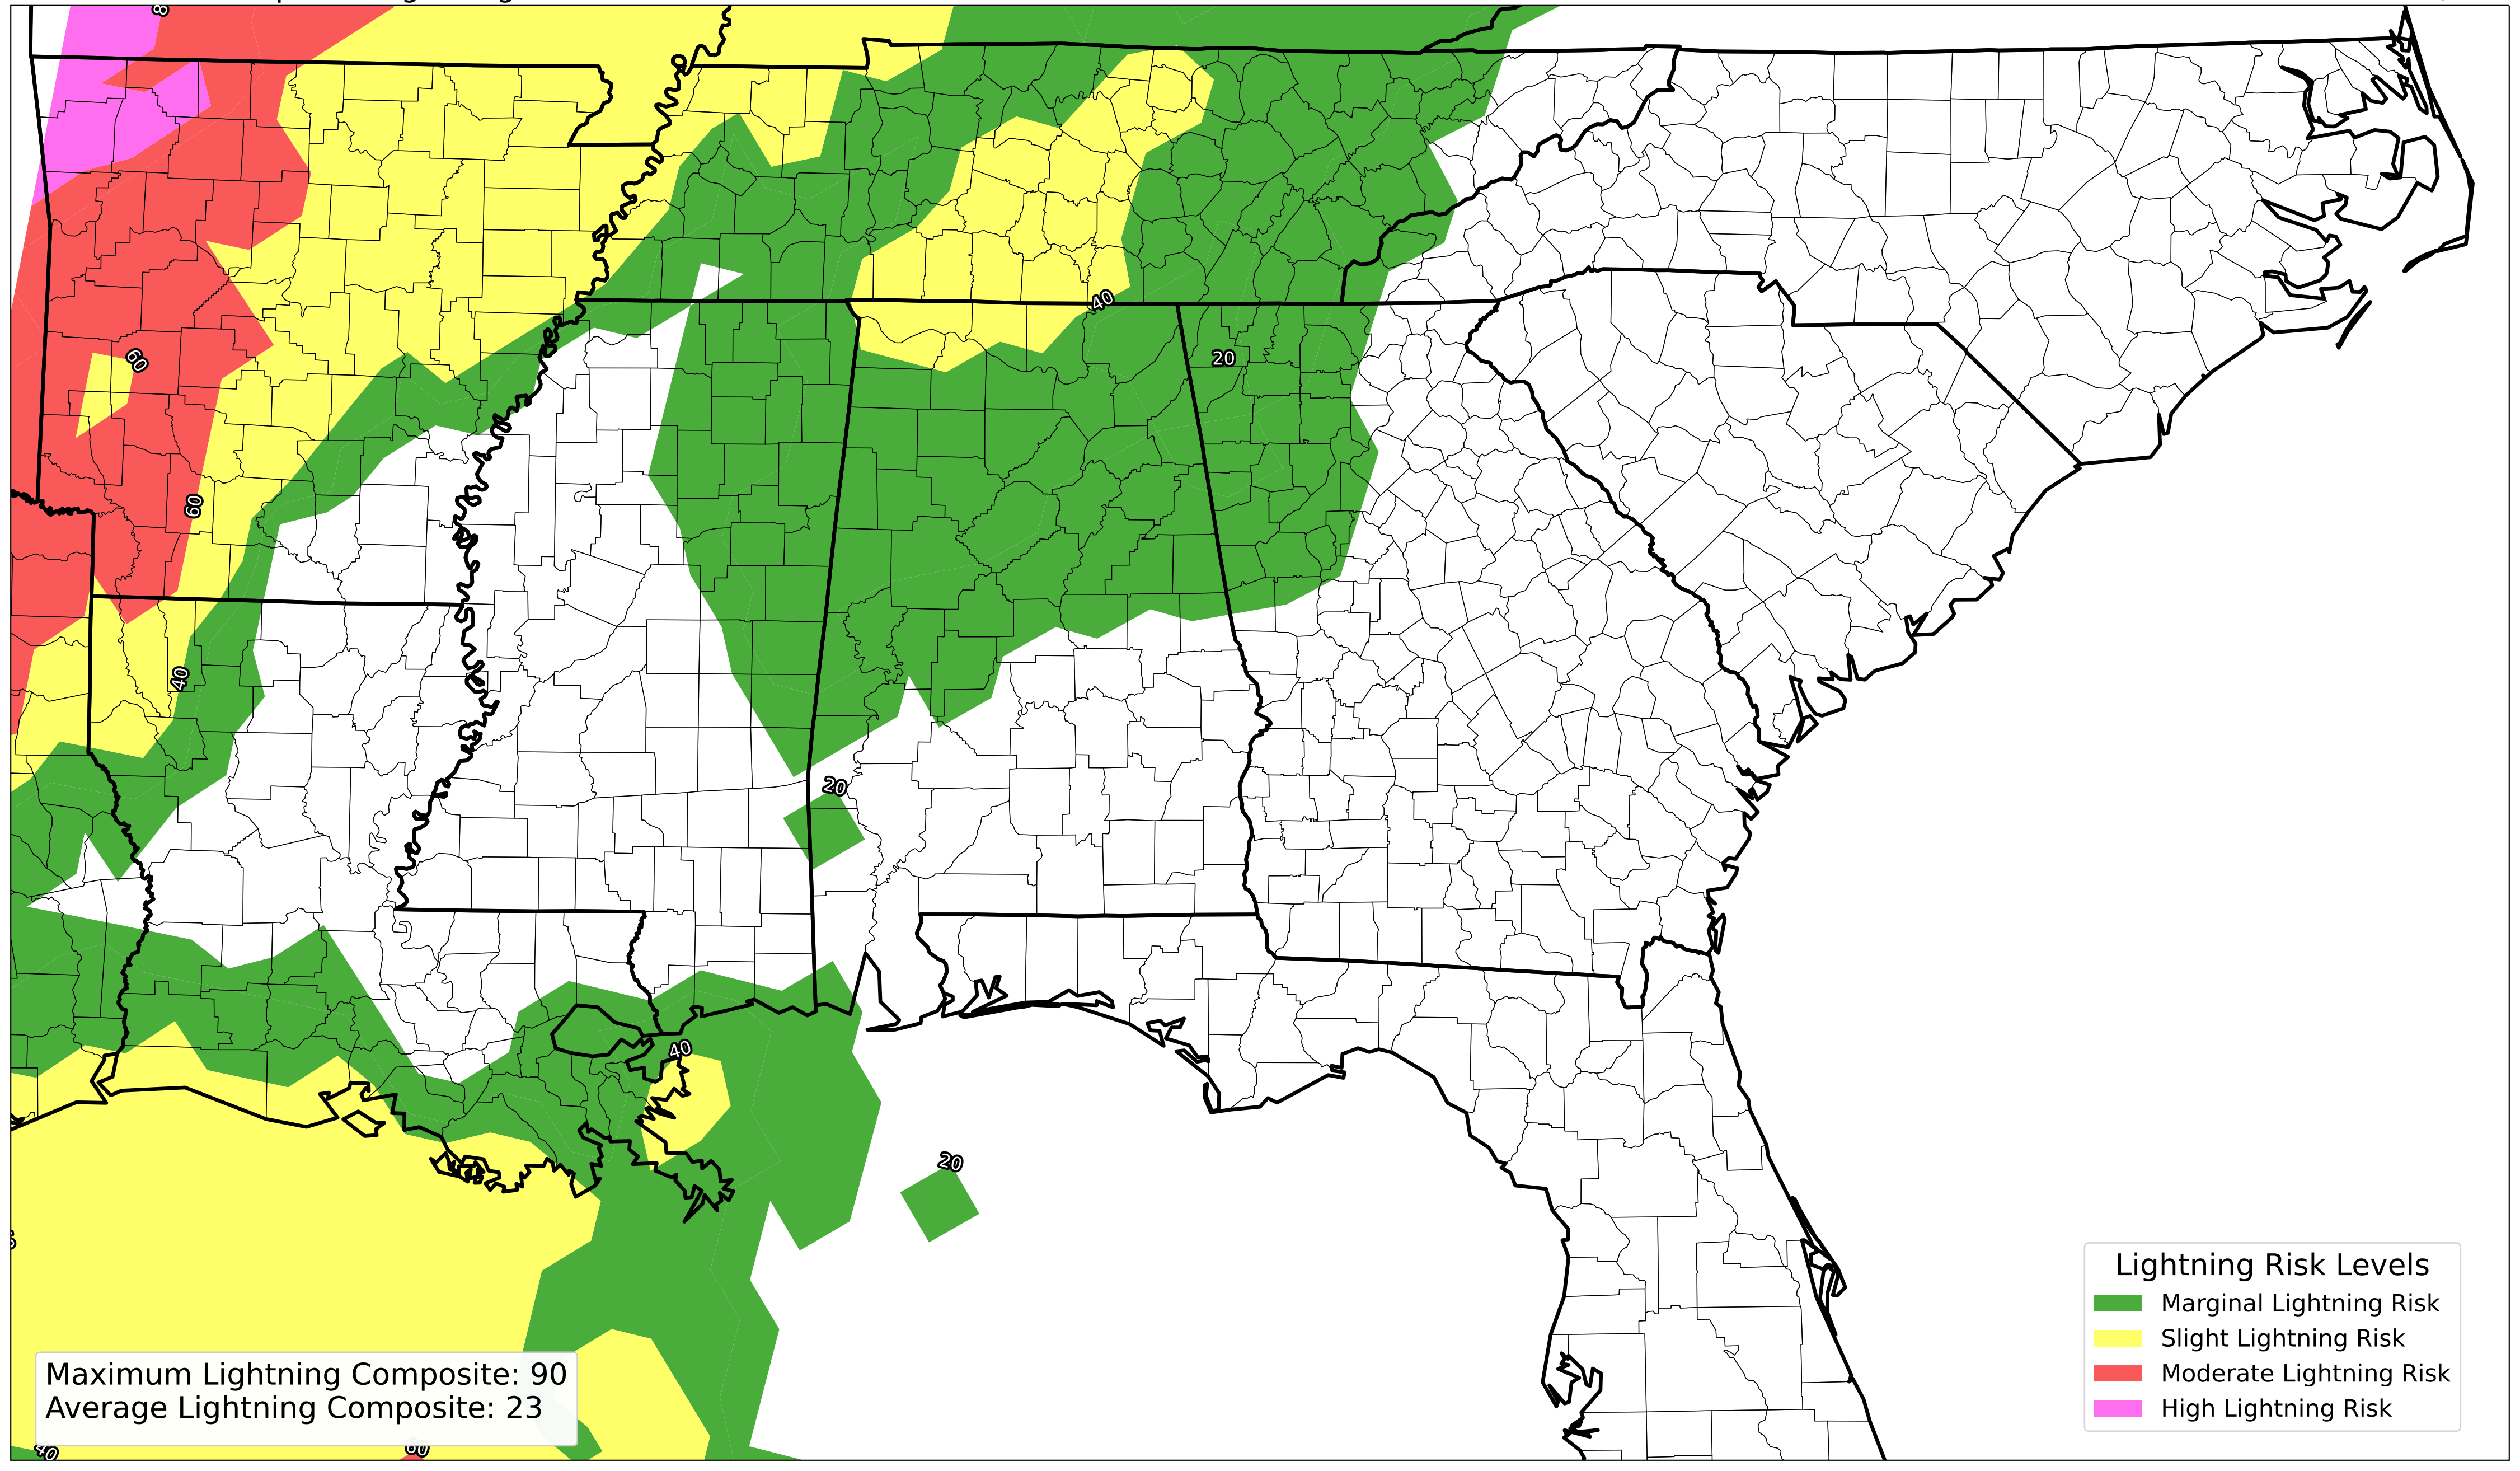 40
20
60
60
40
20
40
20
Lightning Risk Levels
Marginal Lightning Risk
Slight Lightning Risk
Moderate Lightning Risk
High Lightning Risk
Maximum Lightning Composite: 90
Average Lightning Composite: 23
40
60